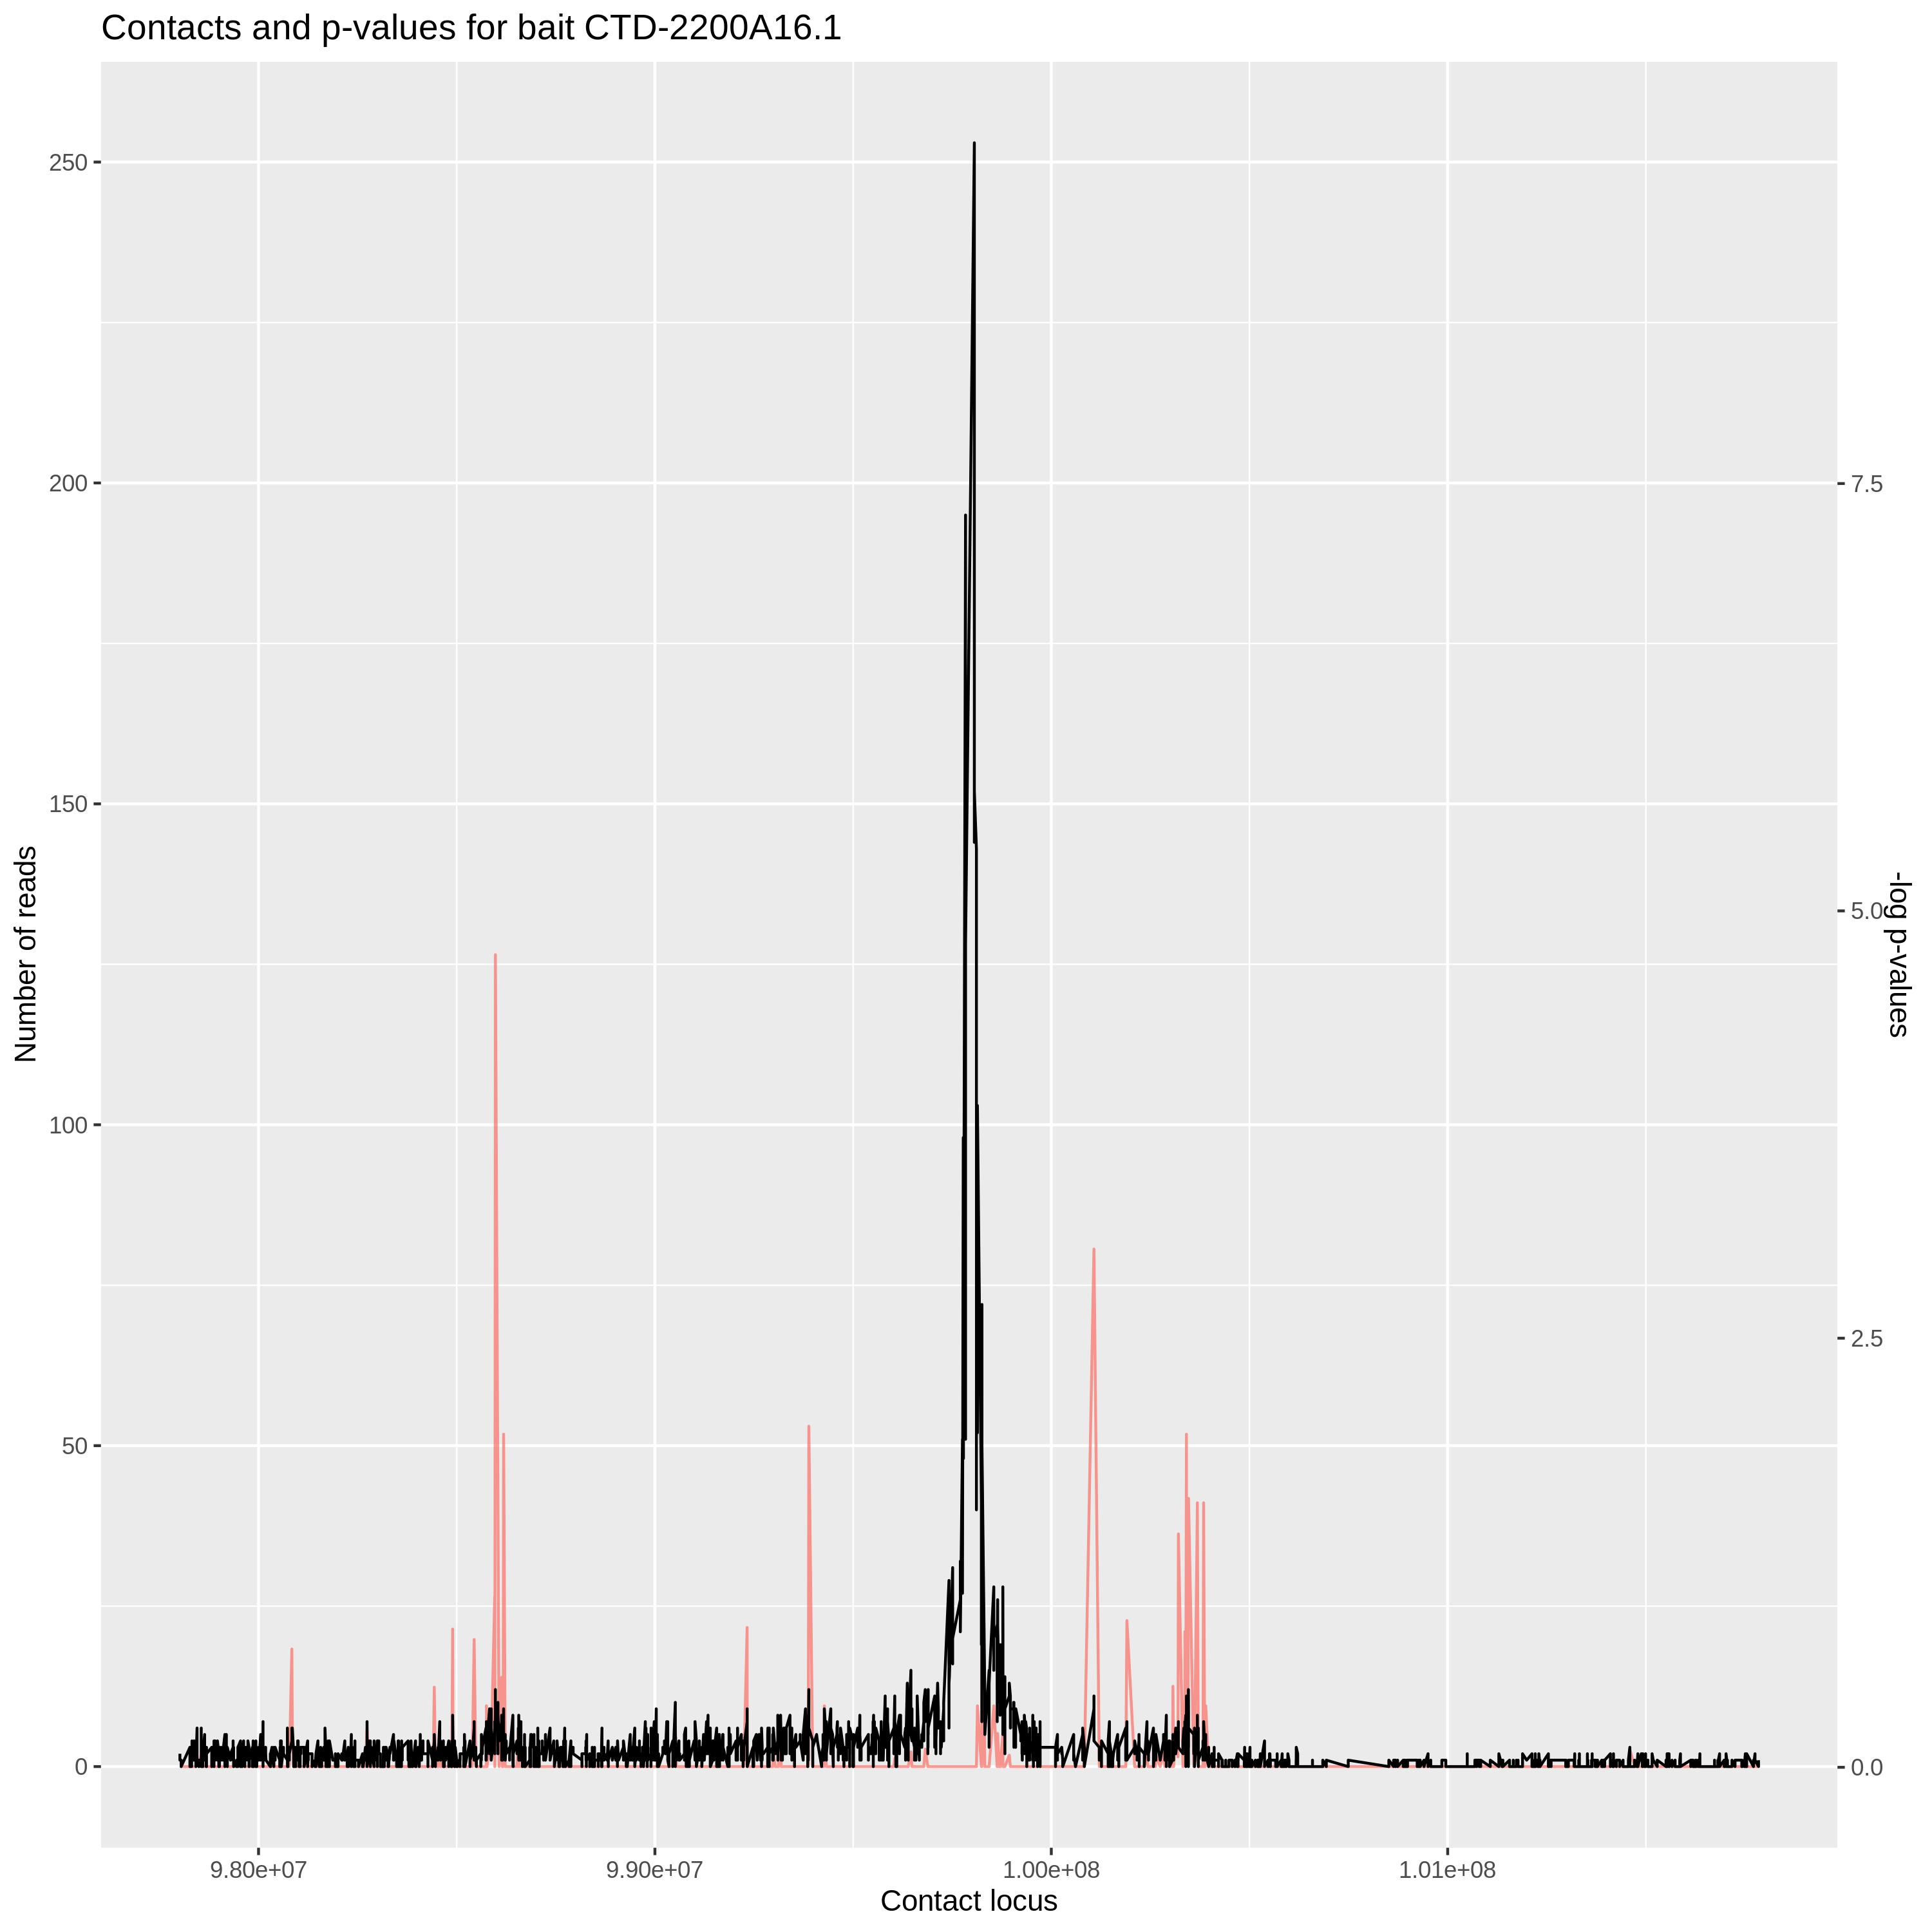 Contacts and p-values for bait CTD-2200A16.1
250
200
150
100
50
0
Number of reads
7.5
5.0
2.5
0.0
-log p-values
9.80e+07
9.90e+07
1.00e+08
1.01e+08
Contact locus